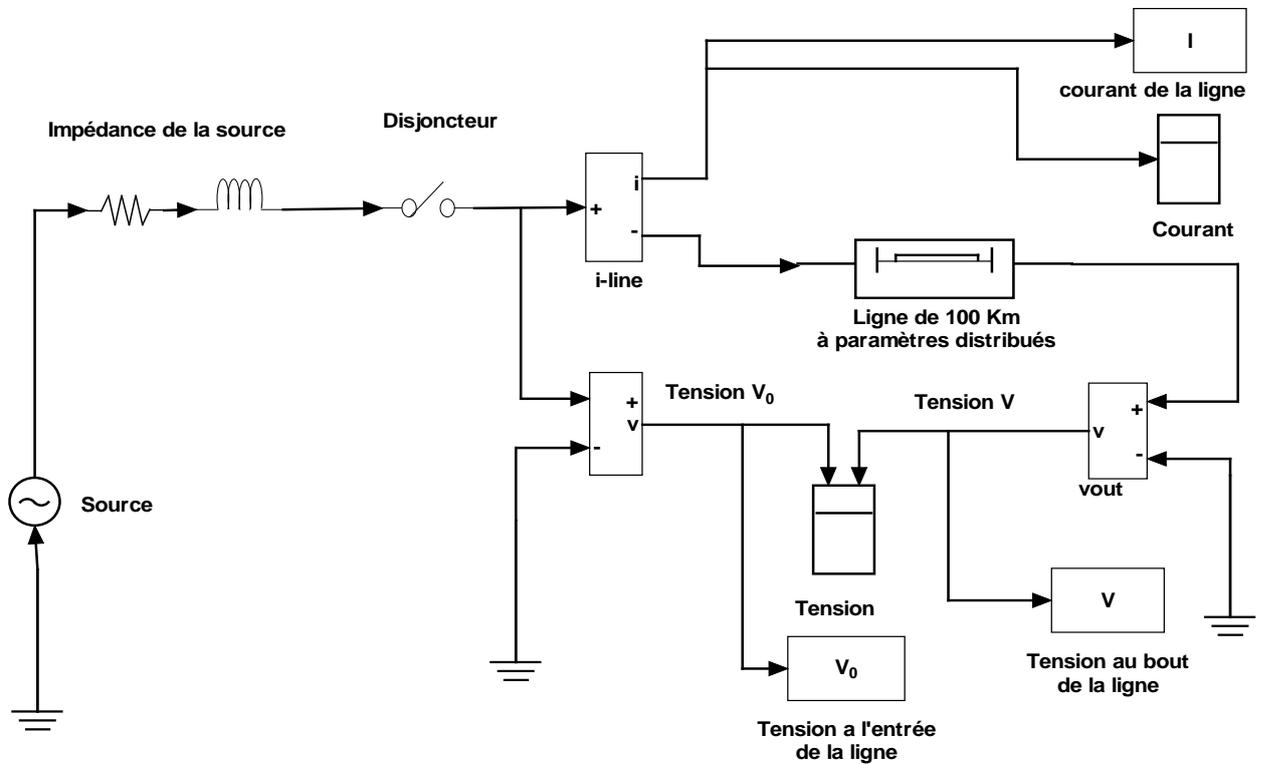 I
courant de la ligne
Impédance de la source
Disjoncteur
i
+
-
i-line
Courant
Ligne de 100 Km
à paramètres distribués
Tension V₀
Tension V
+
v
-
+
v
-
vout
Source
Tension
V
V₀
Tension au bout
de la ligne
Tension a l'entrée
de la ligne